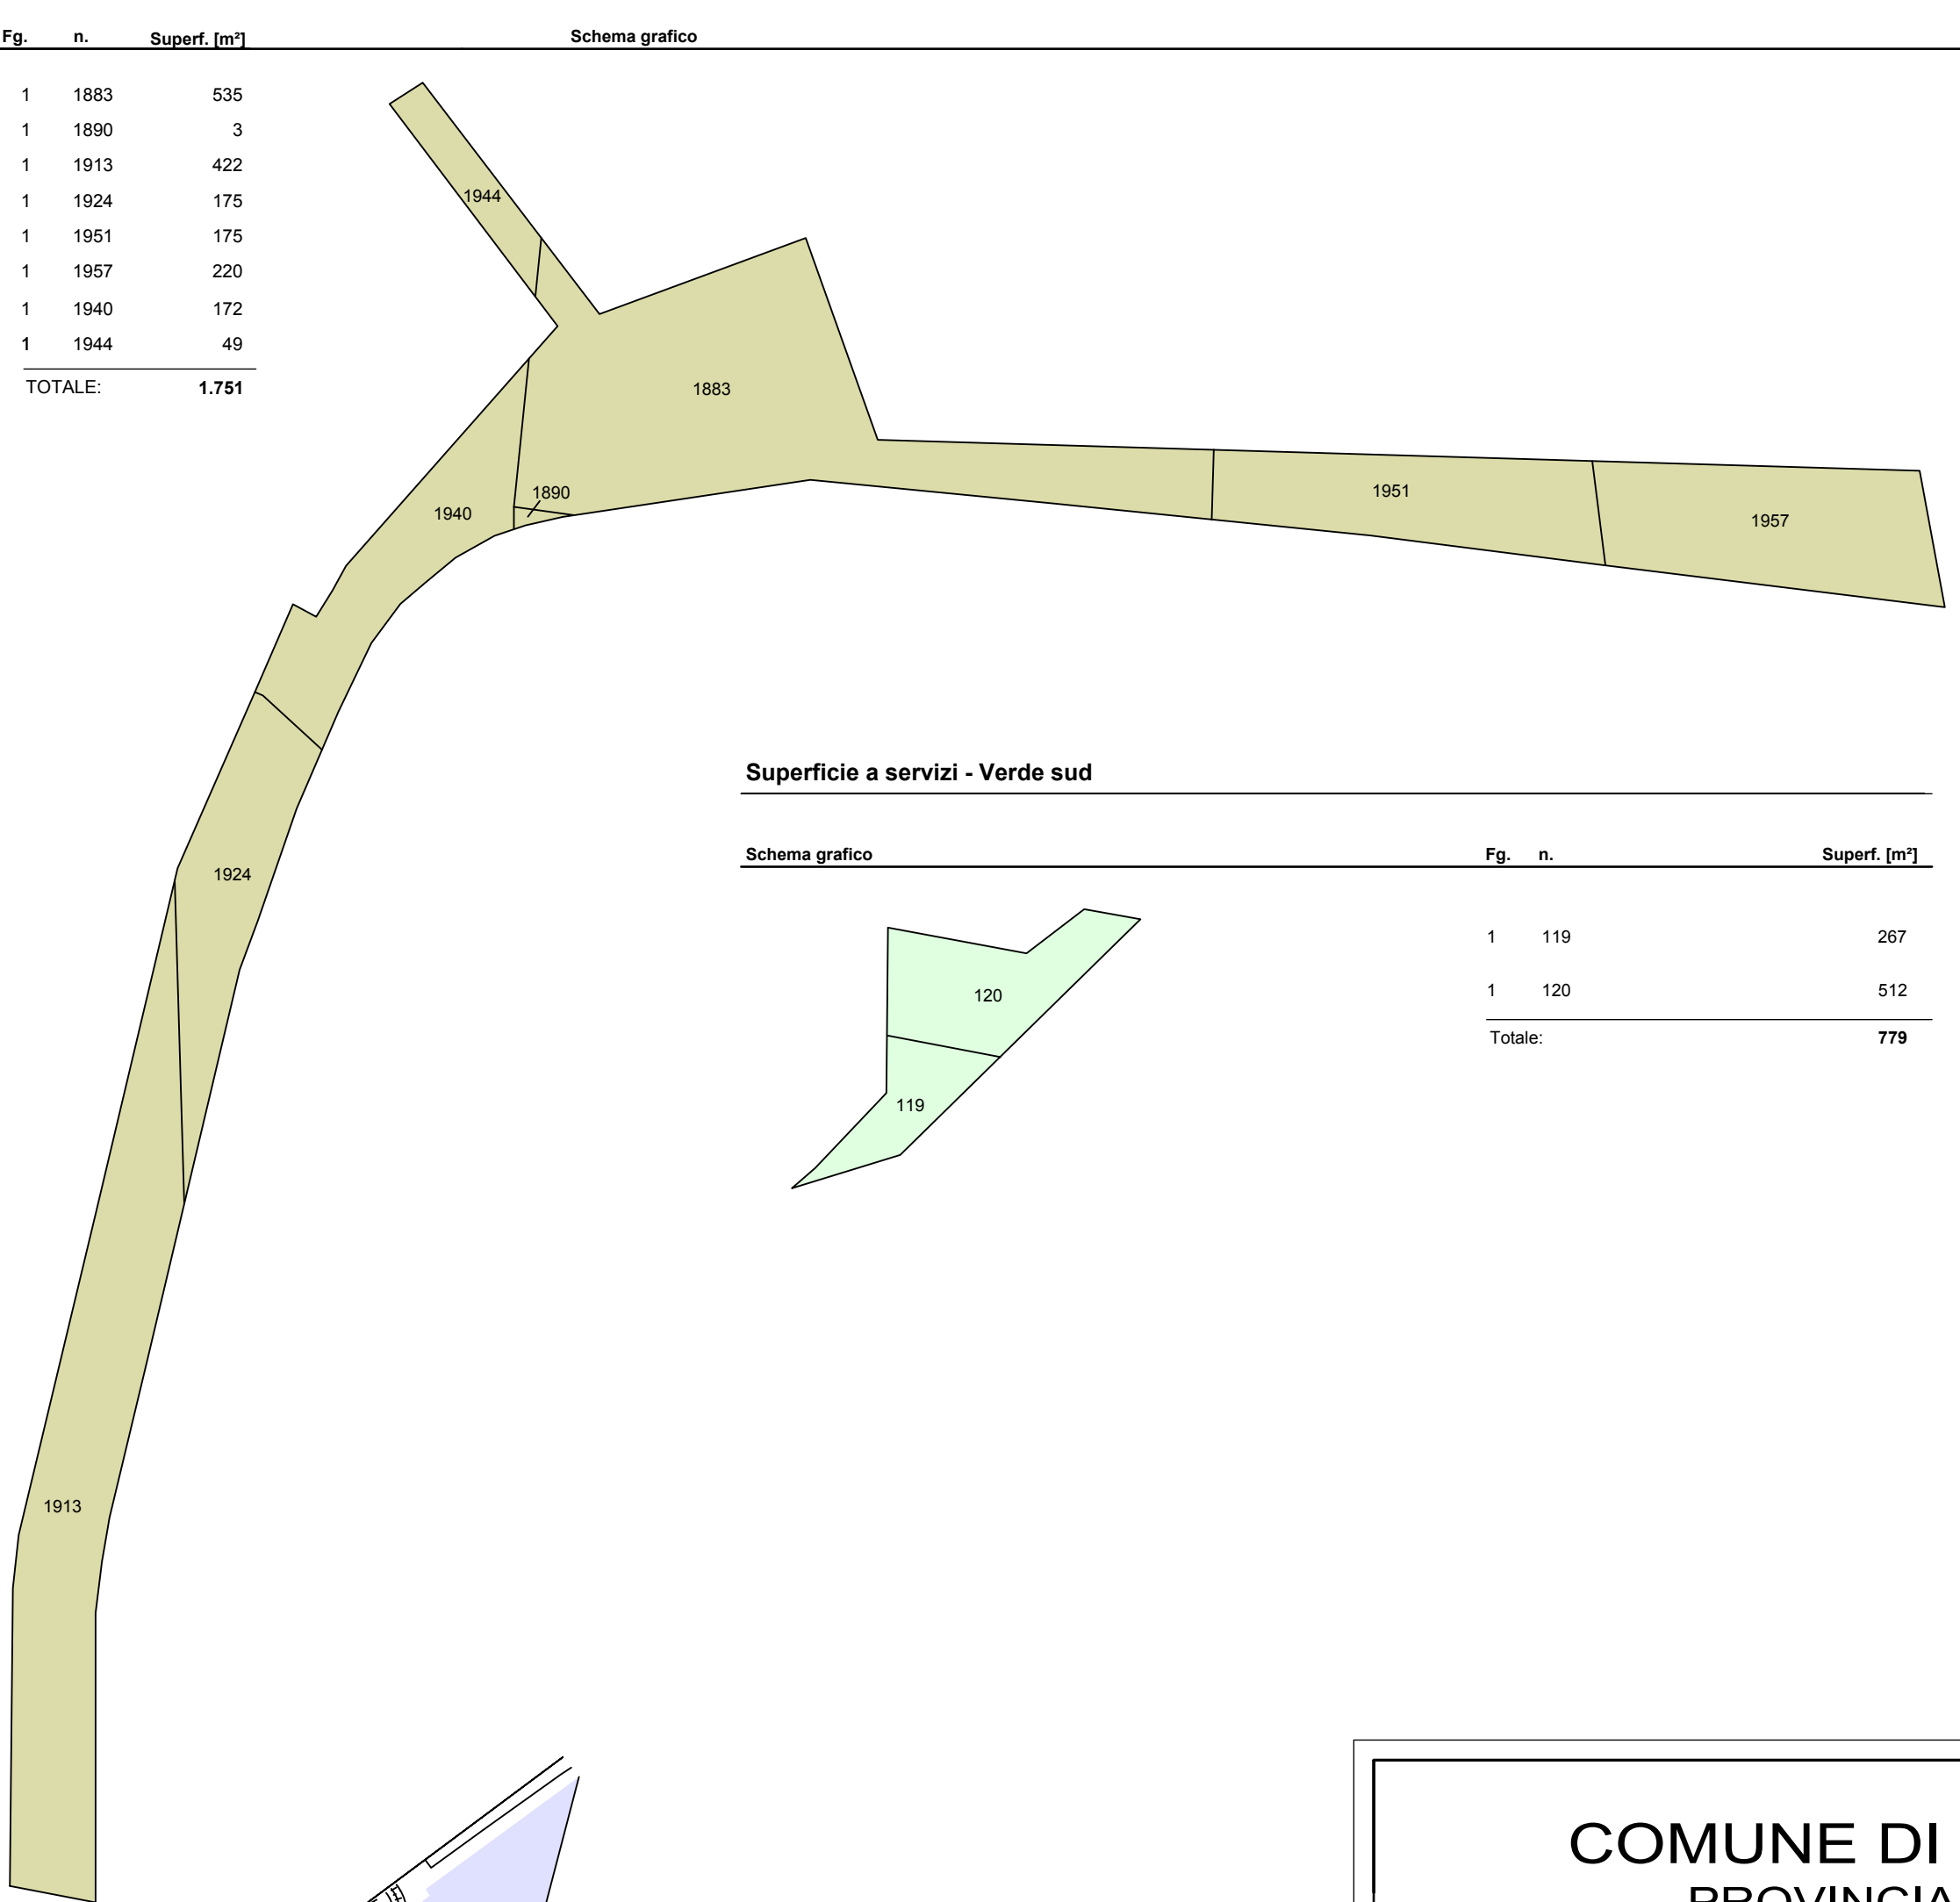 Fg. n. Superf. [m²] Schema grafico
1 1883 535
1 1890 3
1 1913 422
1 1924 175
1 1951 175
1 1957 220
1 1940 172
1 1944 49
TOTALE: 1.751
1944
1883
1890
1940
1951
1957
1924
1913
Superficie a servizi - Verde sud
Schema grafico Fg. n. Superf. [m²]
1 119 267
1 120 512
Totale: 779
120
119
COMUNE DI
PROVINCIA